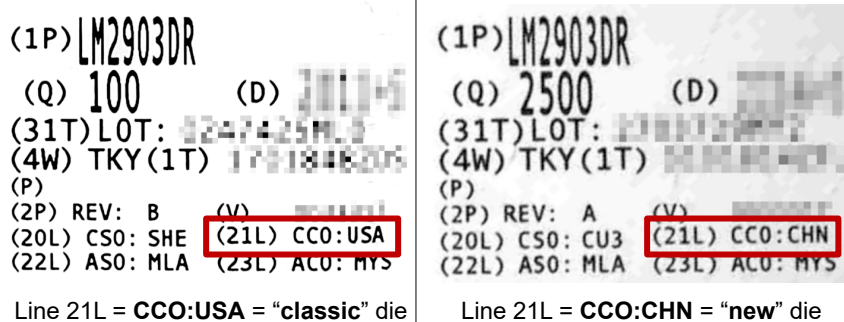 (1P) LM2903DR
(Q) 100 (D)
(31T) LOT:
(4W) TKY(1T)
(P)
(2P) REV: B (V)
(20L) CSO: SHE (21L) CCO:USA
(22L) ASO: MLA (23L) ACO: MYS
Line 21L = CCO:USA = “classic” die
(1P) LM2903DR
(Q) 2500 (D)
(31T) LOT:
(4W) TKY(1T)
(P)
(2P) REV: A (V)
(20L) CSO: CU3 (21L) CCO:CHN
(22L) ASO: MLA (23L) ACO: MYS
Line 21L = CCO:CHN = “new” die